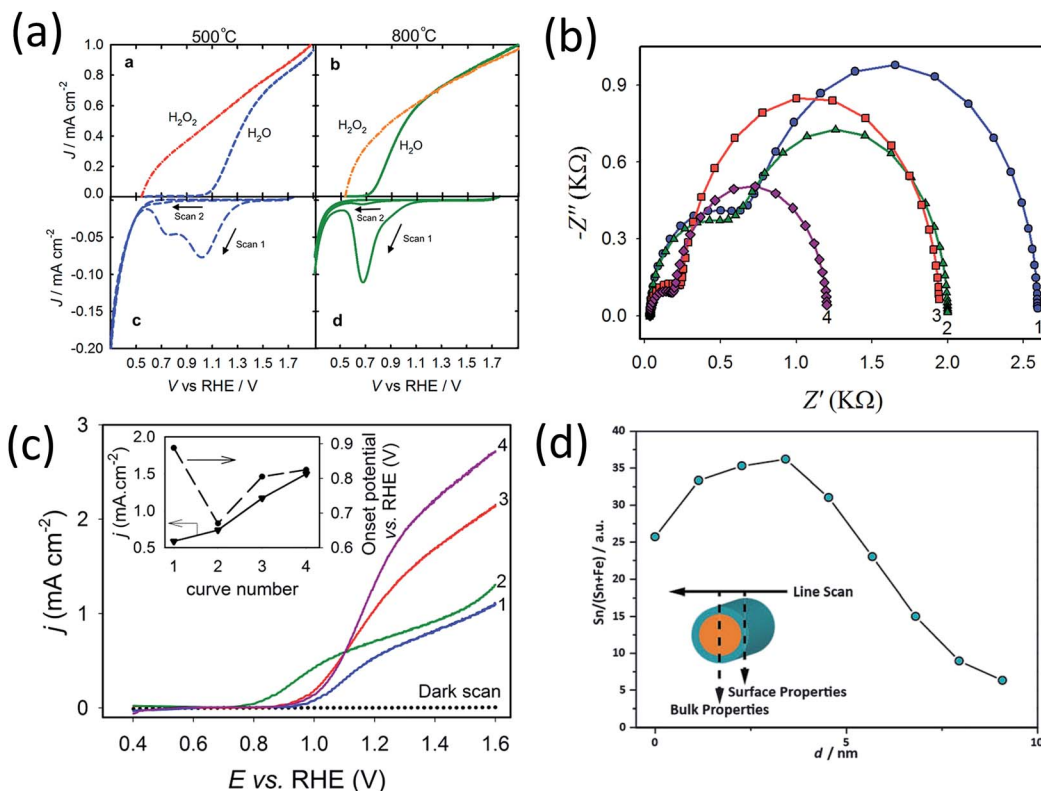 (a)
500°C
800°C
a
b
1.0
0.8
0.6
0.4
0.2
0.0
J / mA cm-2
H2O2
H2O
H2O2
H2O
-0.05
-0.10
-0.15
-0.20
J / mA cm-2
Scan 2
Scan 1
Scan 2
Scan 1
c
d
0.5 0.7 0.9 1.1 1.3 1.5 1.7
0.5 0.7 0.9 1.1 1.3 1.5 1.7
V vs RHE / V
V vs RHE / V
(b)
0.9
0.6
0.3
0.0
-Z'' (KΩ)
4
3
2
1
0.0 0.5 1.0 1.5 2.0 2.5
Z' (KΩ)
(c)
3
2
1
0
j (mA cm-2)
2.0
1.5
1.0
0.5
j (mA.cm-2)
0.9
0.8
0.7
0.6
Onset potential
vs. RHE (V)
1 2 3 4
curve number
4
3
2
1
Dark scan
0.4 0.6 0.8 1.0 1.2 1.4 1.6
E vs. RHE (V)
(d)
40
35
30
25
20
15
10
5
0
Sn/(Sn+Fe) / a.u.
Line Scan
Surface Properties
Bulk Properties
0 5 10
d / nm